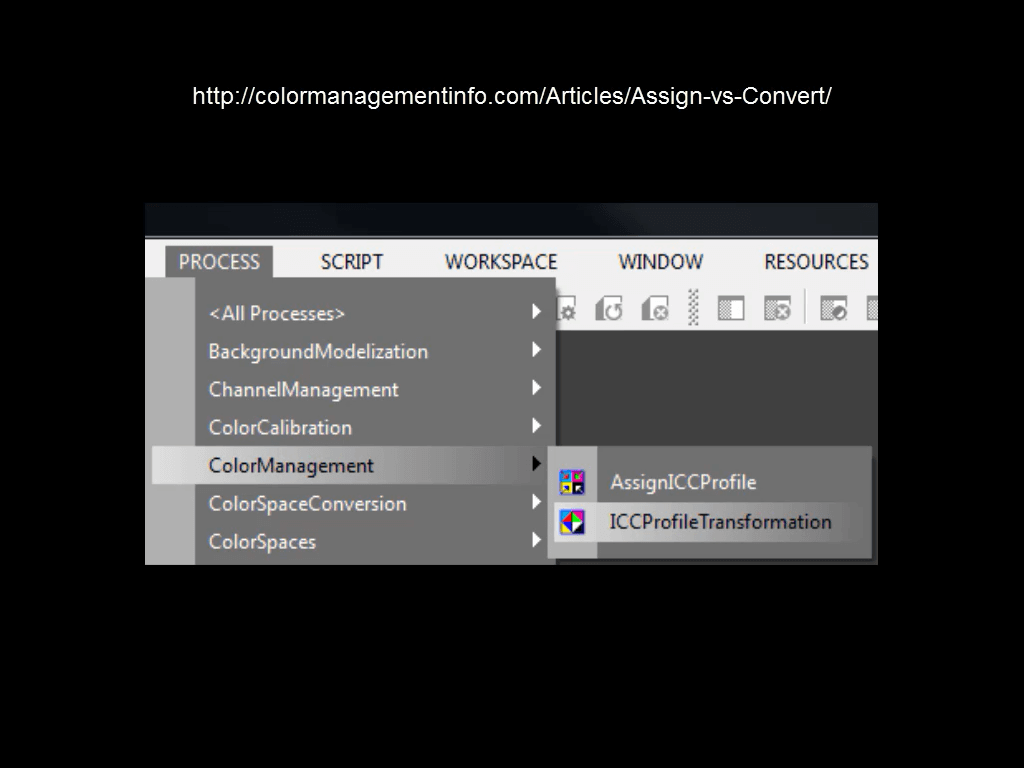 http://colormanagementinfo.com/Articles/Assign-vs-Convert/
PROCESS SCRIPT WORKSPACE WINDOW RESOURCES
<All Processes>
BackgroundModelization
ChannelManagement
ColorCalibration
ColorManagement
AssignICCProfile
ICCProfileTransformation
ColorSpaceConversion
ColorSpaces